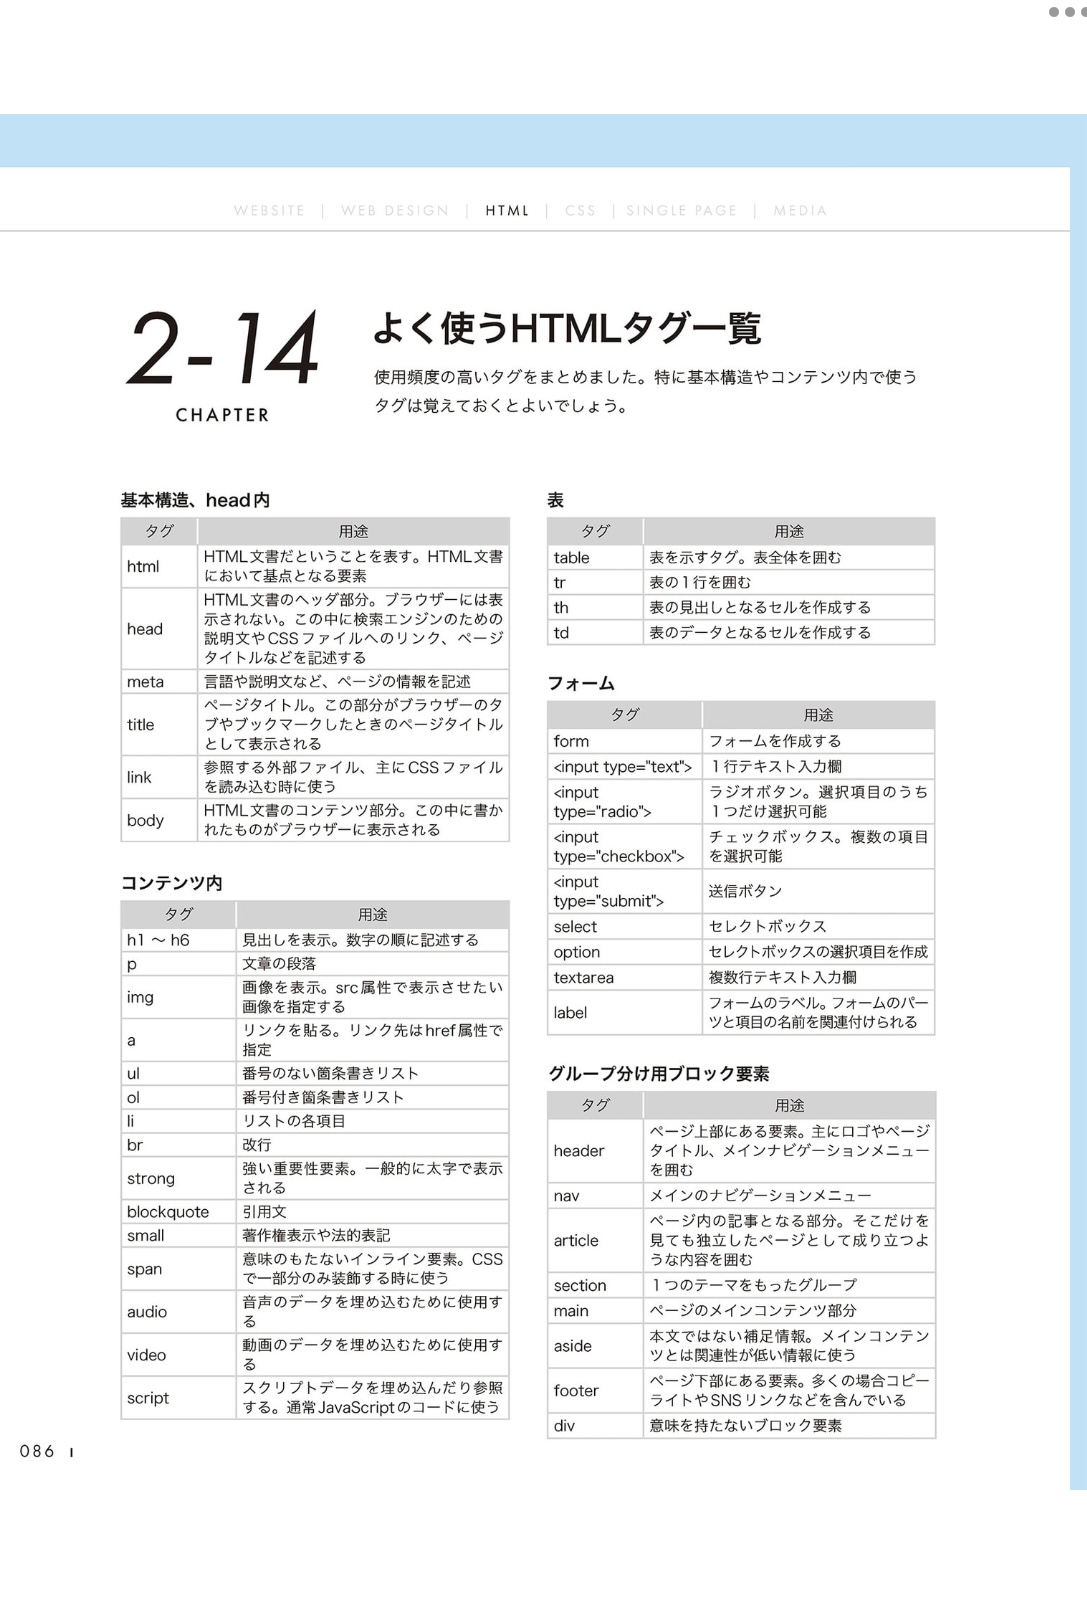 WEBSITE | WEB DESIGN | HTML | CSS | SINGLE PAGE | MEDIA
2-14
CHAPTER
よく使うHTMLタグ一覧
使用頻度の高いタグをまとめました。特に基本構造やコンテンツ内で使う
タグは覚えておくとよいでしょう。
基本構造、head内
タグ 用途
html HTML文書だということを表す。HTML文書
において基点となる要素
head HTML文書のヘッダ部分。ブラウザーには表
示されない。この中に検索エンジンのための
説明文やCSSファイルへのリンク、ページ
タイトルなどを記述する
meta 言語や説明文など、ページの情報を記述
title ページタイトル。この部分がブラウザーのタ
ブやブックマークしたときのページタイトル
として表示される
link 参照する外部ファイル、主にCSSファイル
を読み込む時に使う
body HTML文書のコンテンツ部分。この中に書か
れたものがブラウザーに表示される
コンテンツ内
タグ 用途
h1 〜 h6 見出しを表示。数字の順に記述する
p 文章の段落
img 画像を表示。src属性で表示させたい
画像を指定する
a リンクを貼る。リンク先はhref属性で
指定
ul 番号のない箇条書きリスト
ol 番号付き箇条書きリスト
li リストの各項目
br 改行
strong 強い重要性要素。一般的に太字で表示
される
blockquote 引用文
small 著作権表示や法的表記
span 意味のもたないインライン要素。CSS
で一部分のみ装飾する時に使う
audio 音声のデータを埋め込むために使用す
る
video 動画のデータを埋め込むために使用す
る
script スクリプトデータを埋め込んだり参照
する。通常JavaScriptのコードに使う
表
タグ 用途
table 表を示すタグ。表全体を囲む
tr 表の1行を囲む
th 表の見出しとなるセルを作成する
td 表のデータとなるセルを作成する
フォーム
タグ 用途
form フォームを作成する
<input type="text"> 1行テキスト入力欄
<input ラジオボタン。選択項目のうち
type="radio"> 1つだけ選択可能
<input チェックボックス。複数の項目
type="checkbox"> を選択可能
<input
type="submit"> 送信ボタン
select セレクトボックス
option セレクトボックスの選択項目を作成
textarea 複数行テキスト入力欄
label フォームのラベル。フォームのパー
ツと項目の名前を関連付けられる
グループ分け用ブロック要素
タグ 用途
header ページ上部にある要素。主にロゴやページ
タイトル、メインナビゲーションメニュー
を囲む
nav メインのナビゲーションメニュー
article ページ内の記事となる部分。そこだけを
見ても独立したページとして成り立つよ
うな内容を囲む
section 1つのテーマをもったグループ
main ページのメインコンテンツ部分
aside 本文ではない補足情報。メインコンテン
ツとは関連性が低い情報に使う
footer ページ下部にある要素。多くの場合コピー
ライトやSNSリンクなどを含んでいる
div 意味を持たないブロック要素
086